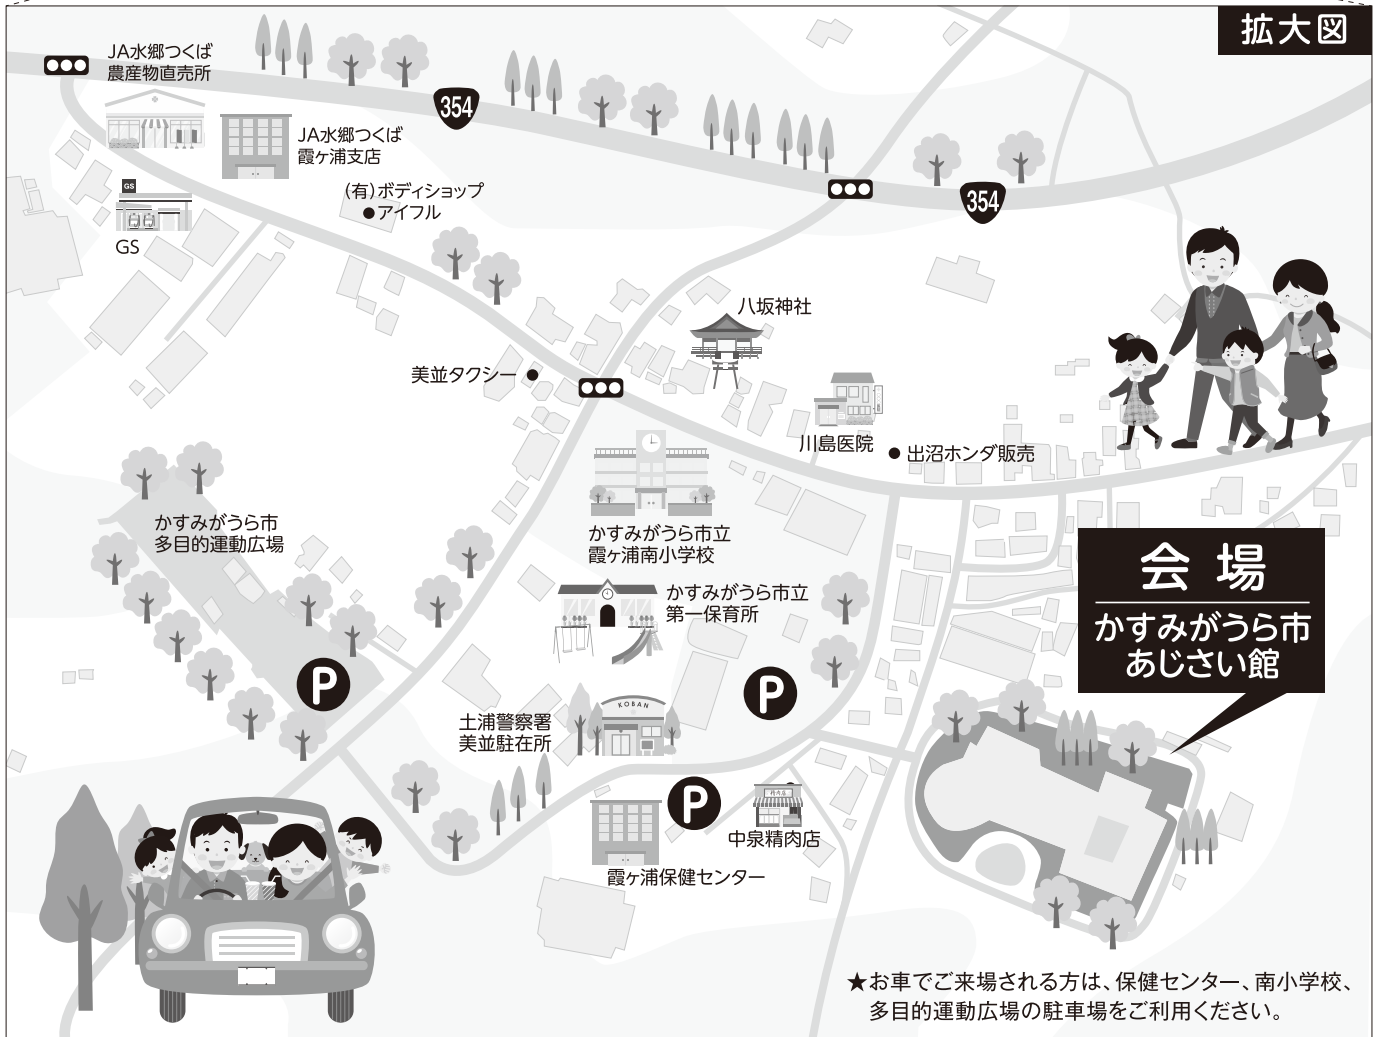 拡大図
JA水郷つくば
農産物直売所
354
JA水郷つくば
霞ヶ浦支店
(有)ボディショップ
アイフル
354
GS
GS
八坂神社
美並タクシー
川島医院
出沼ホンダ販売
かすみがうら市
多目的運動広場
かすみがうら市立
霞ヶ浦南小学校
会場
かすみがうら市
あじさい館
かすみがうら市立
第一保育所
P
P
KOBAN
土浦警察署
美並駐在所
P
精肉店
中泉精肉店
霞ヶ浦保健センター
★お車でご来場される方は、保健センター、南小学校、
多目的運動広場の駐車場をご利用ください。